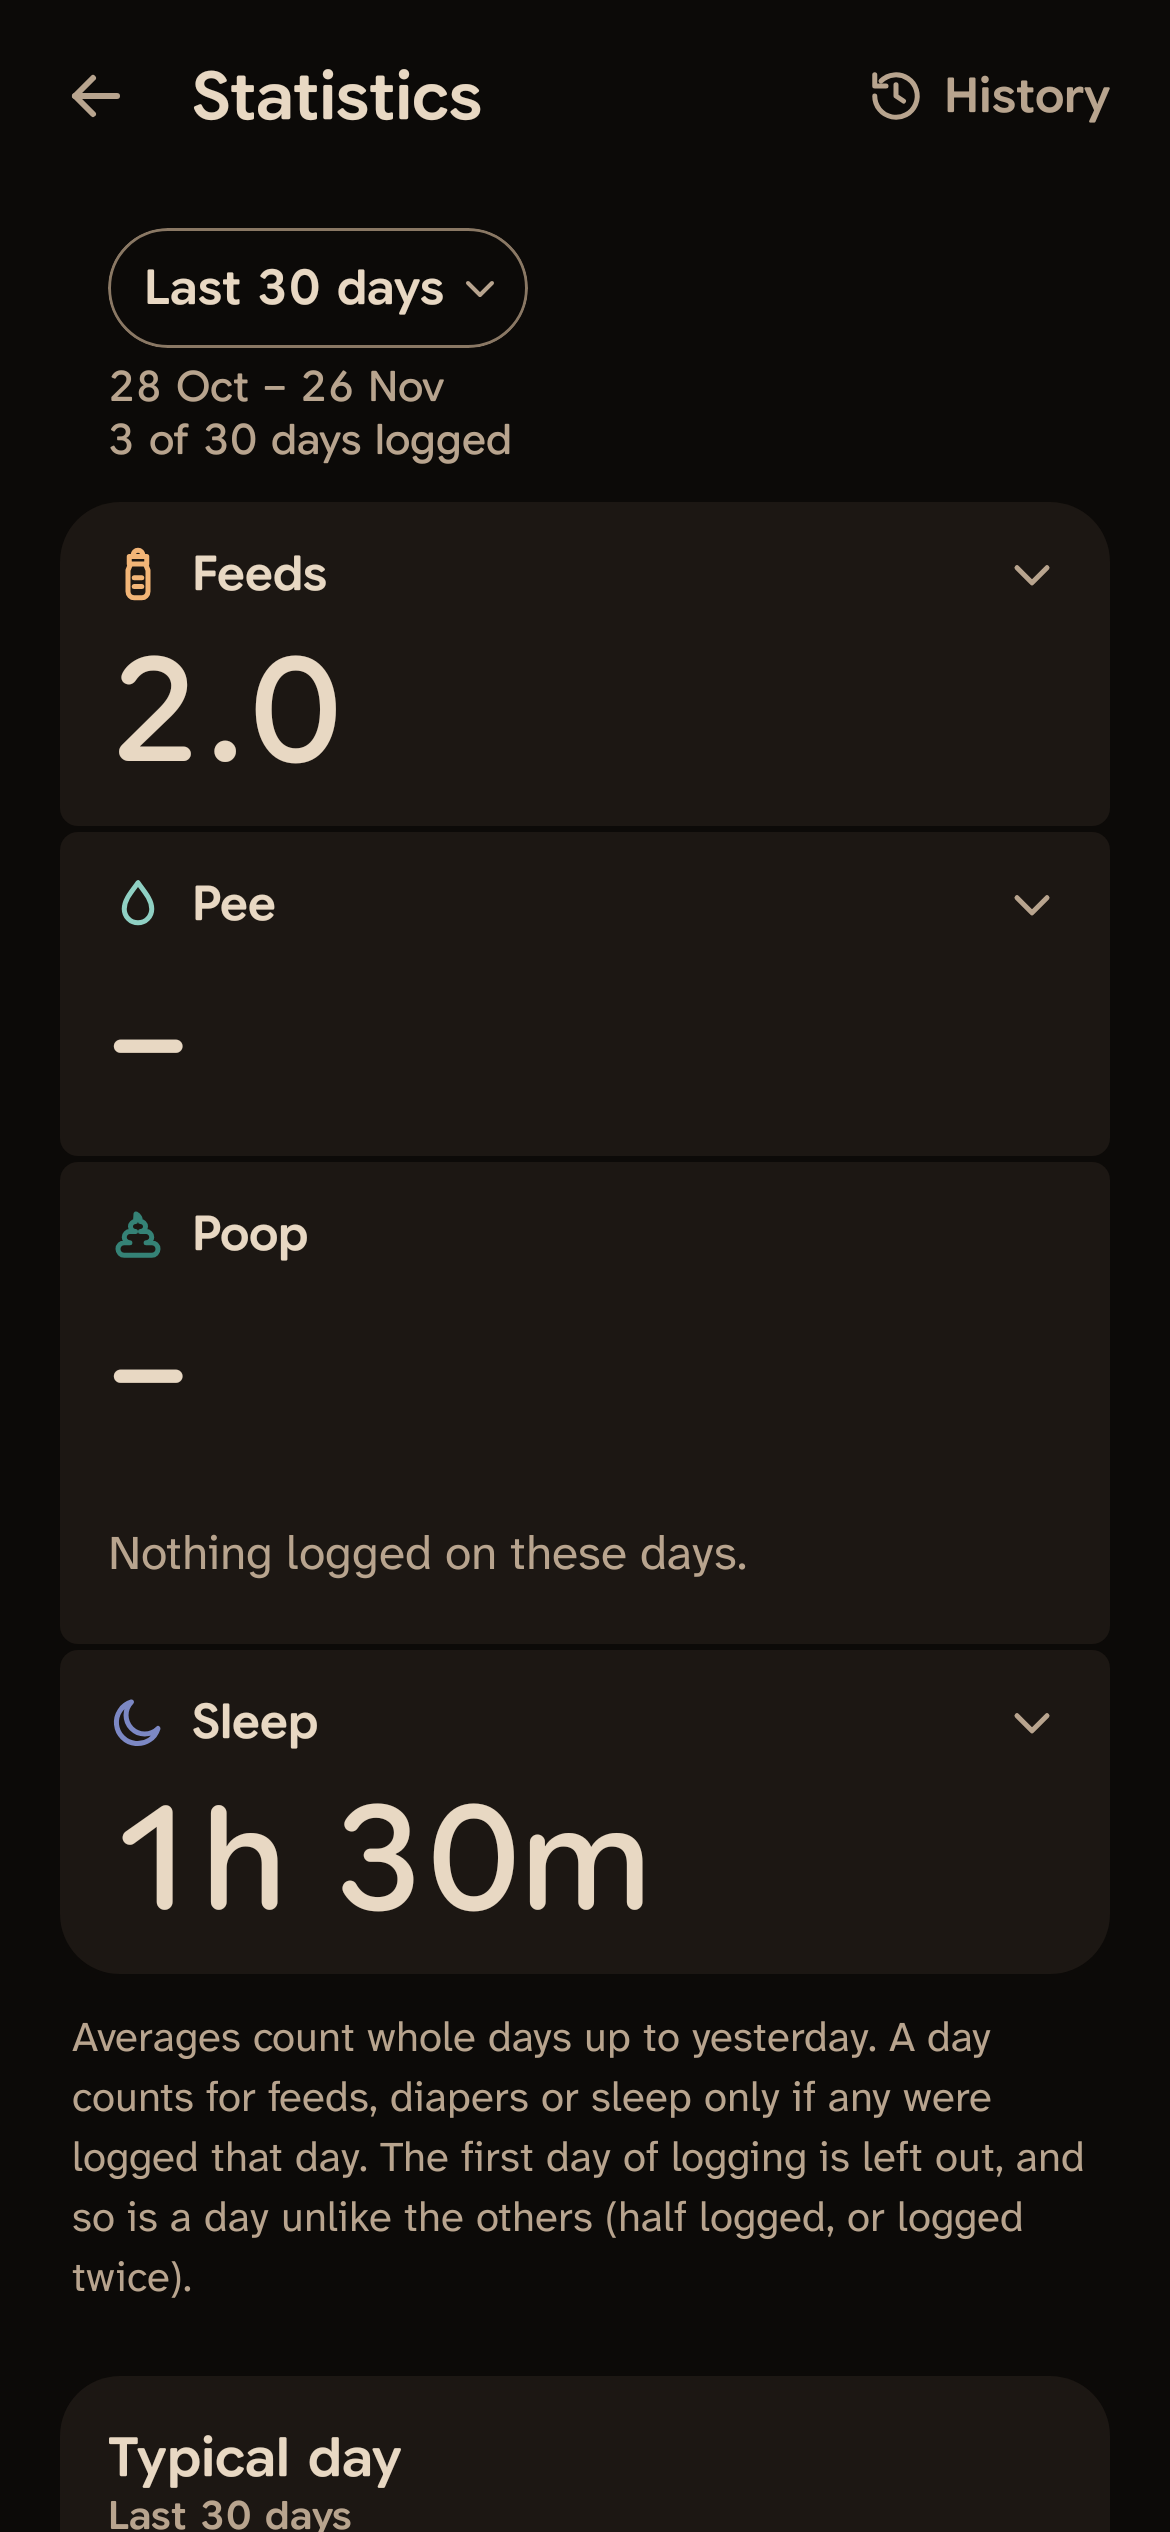 Statistics
History
Last 30 days
28 Oct – 26 Nov
3 of 30 days logged
Feeds
2.0
Pee
–
Poop
–
Nothing logged on these days.
Sleep
1h 30m
Averages count whole days up to yesterday. A day
counts for feeds, diapers or sleep only if any were
logged that day. The first day of logging is left out, and
so is a day unlike the others (half logged, or logged
twice).
Typical day
Last 30 days